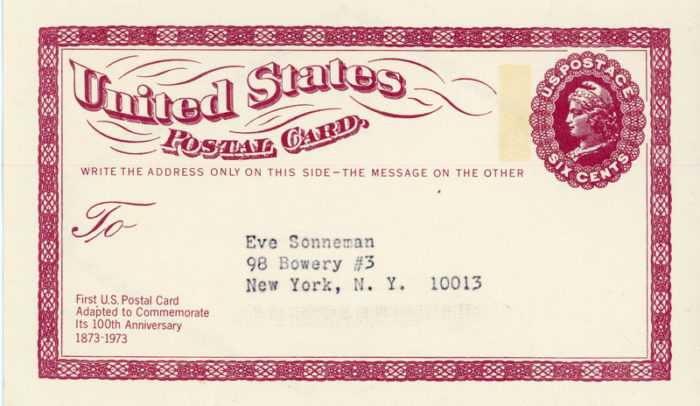 United States
POSTAL CARD.
U.S. POSTAGE
SIX CENTS
WRITE THE ADDRESS ONLY ON THIS SIDE—THE MESSAGE ON THE OTHER
To
Eve Sonneman
98 Bowery #3
New York, N. Y. 10013
First U.S. Postal Card
Adapted to Commemorate
Its 100th Anniversary
1873-1973